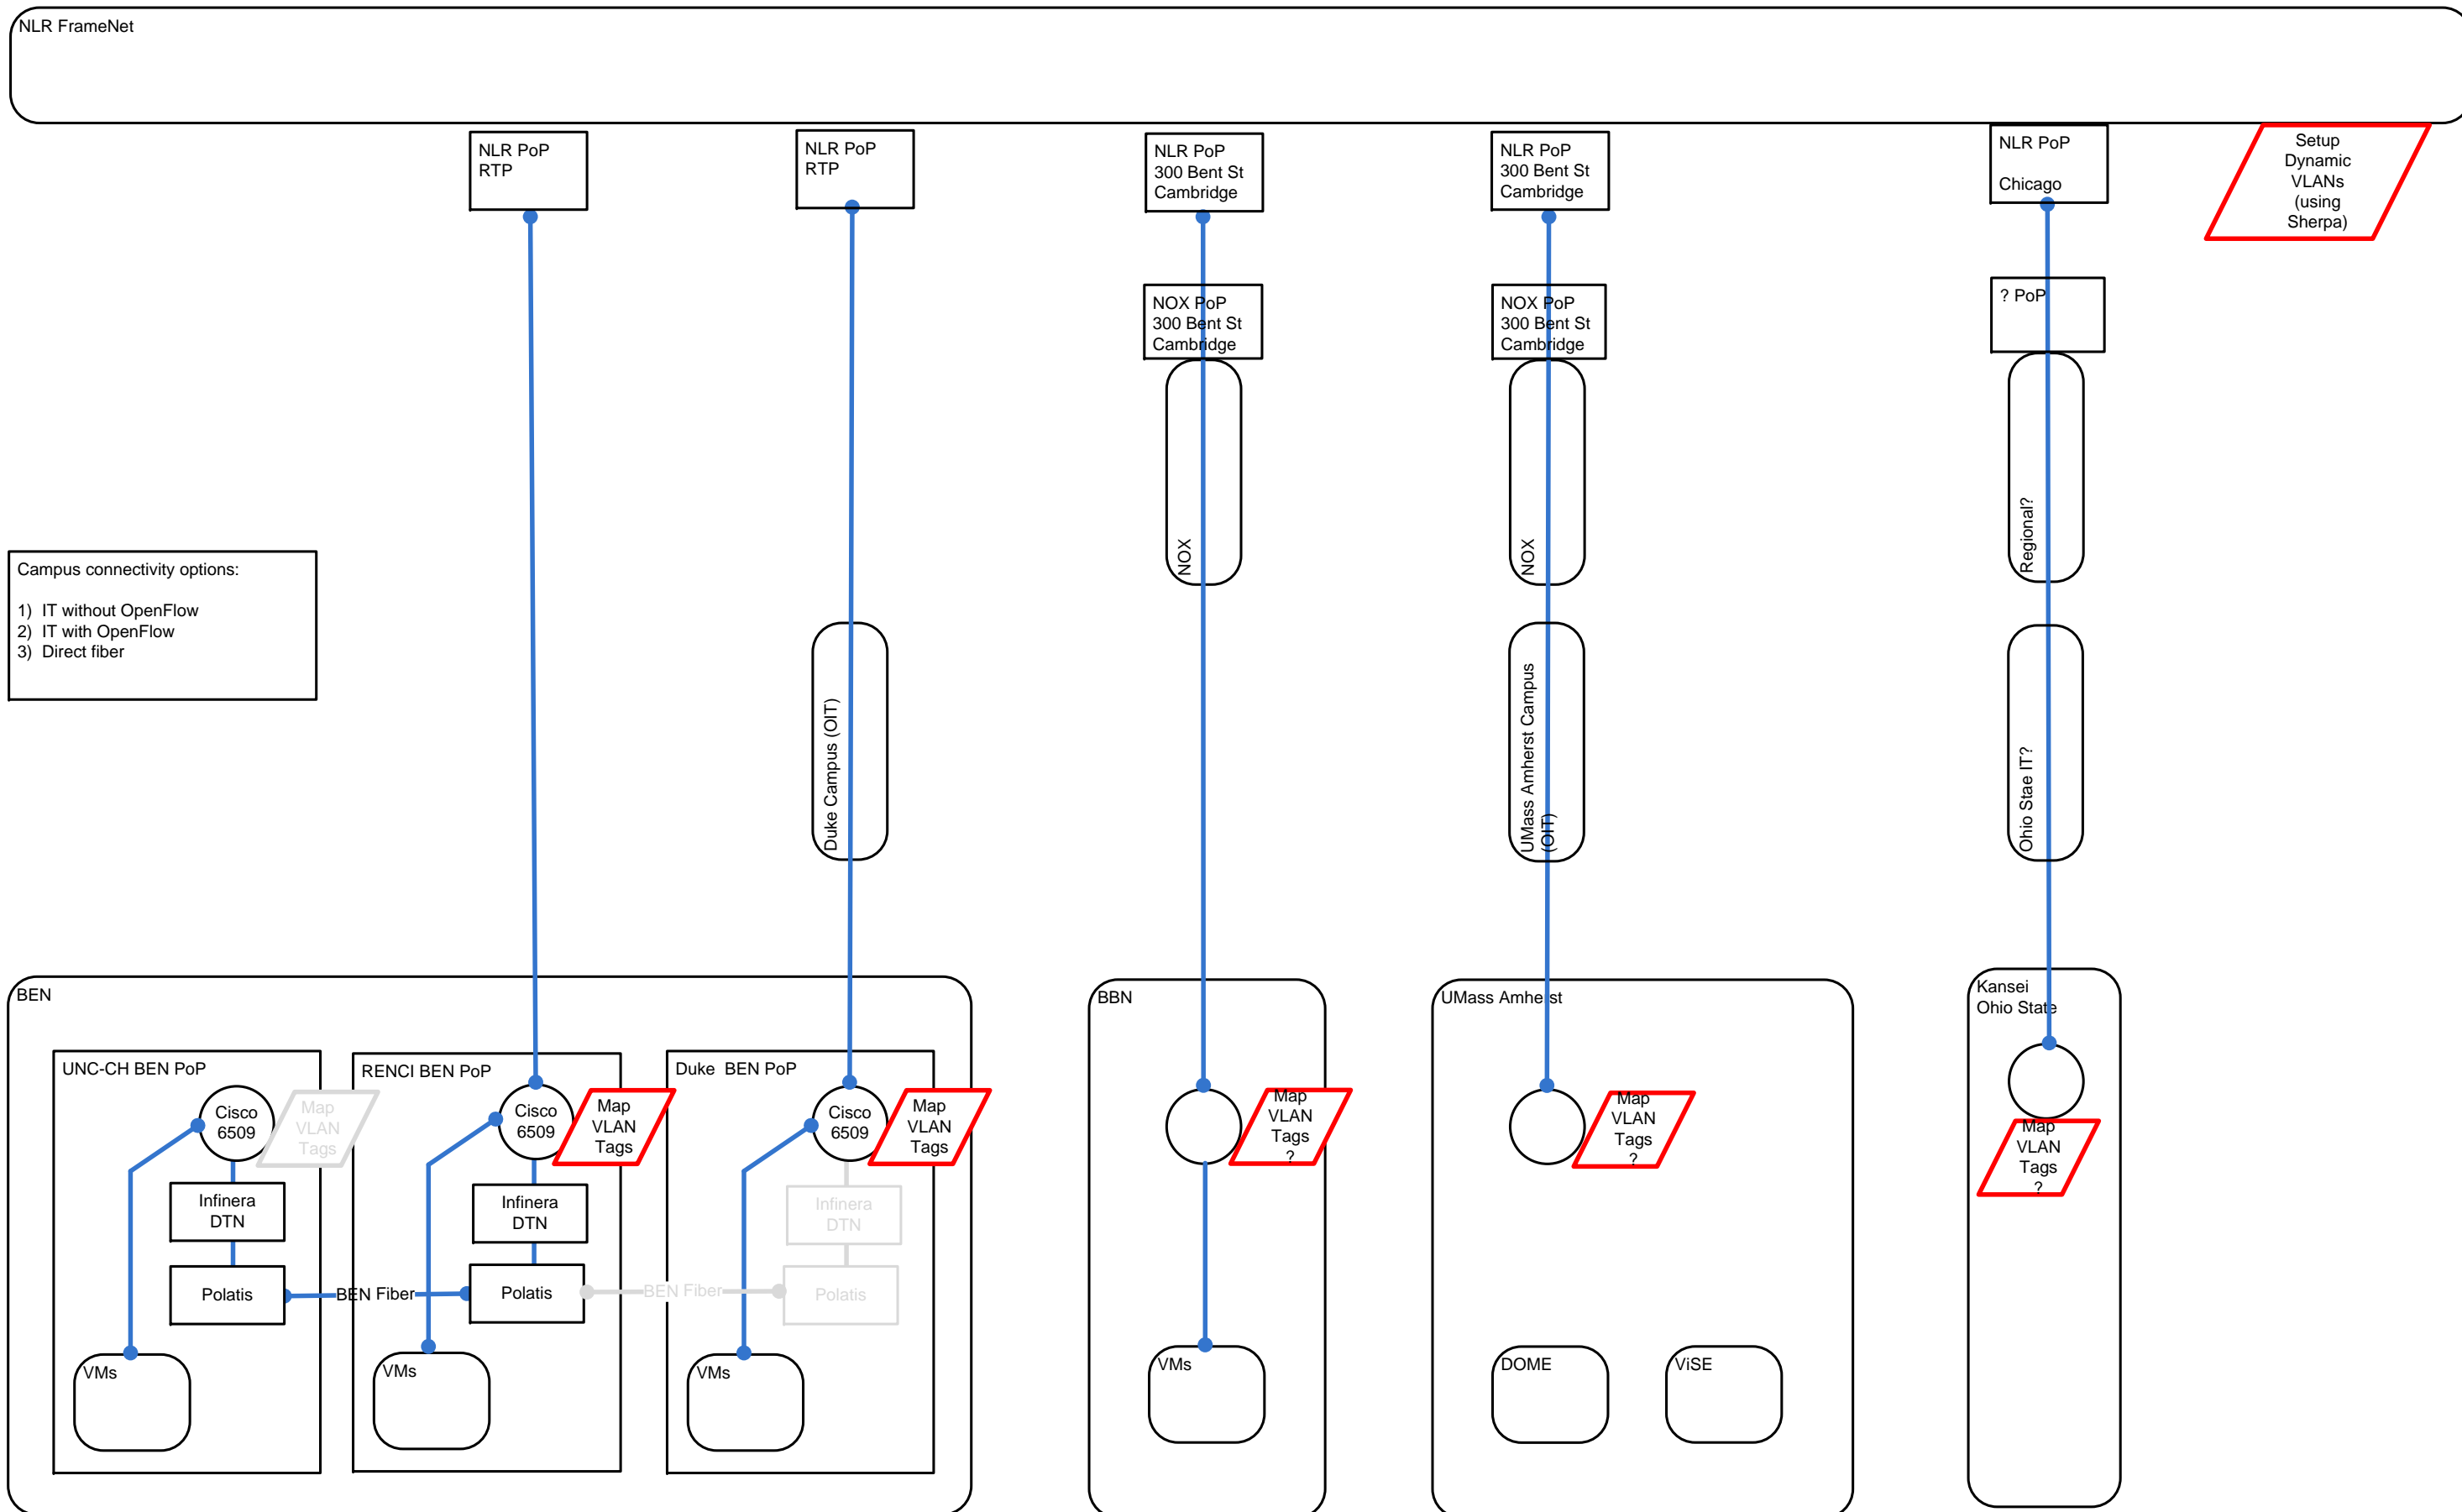 NLR FrameNet
NLR PoP
RTP
NLR PoP
RTP
NLR PoP
300 Bent St
Cambridge
NLR PoP
300 Bent St
Cambridge
NLR PoP
Chicago
Setup
Dynamic
VLANs
(using
Sherpa)
NOX PoP
300 Bent St
Cambridge
NOX PoP
300 Bent St
Cambridge
? PoP
NOX
NOX
Regional?
Campus connectivity options:
1) IT without OpenFlow
2) IT with OpenFlow
3) Direct fiber
Duke Campus (OIT)
UMass Amherst Campus
(OIT)
Ohio Stae IT?
BEN
UNC-CH BEN PoP
Cisco
6509
Map
VLAN
Tags
Infinera
DTN
Polatis
VMs
BEN Fiber
RENCI BEN PoP
Cisco
6509
Map
VLAN
Tags
Infinera
DTN
Polatis
VMs
BEN Fiber
Duke  BEN PoP
Cisco
6509
Map
VLAN
Tags
Infinera
DTN
Polatis
VMs
BBN
Map
VLAN
Tags
?
VMs
UMass Amherst
Map
VLAN
Tags
?
DOME
ViSE
Kansei
Ohio State
Map
VLAN
Tags
?